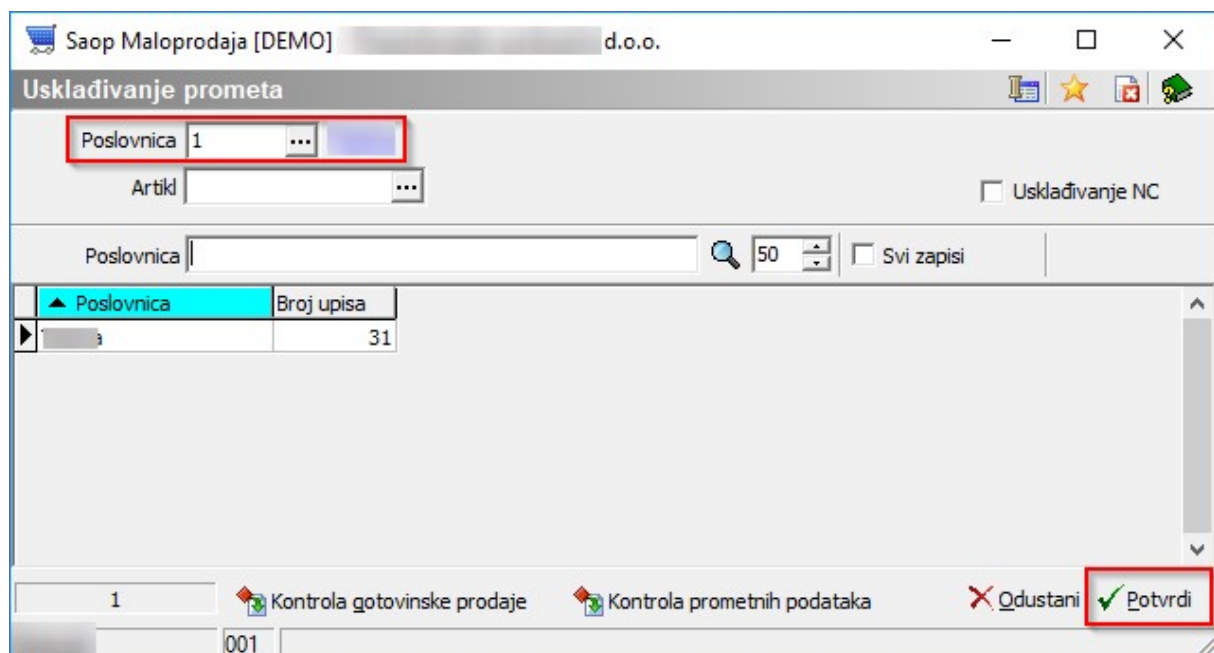 Saop Maloprodaja [DEMO] d.o.o.
Usklađivanje prometa
Poslovnica 1 ...
Artikl ...
Usklađivanje NC
Poslovnica 50 Svi zapisi
Poslovnica Broj upisa
31
1 Kontrola gotovinske prodaje Kontrola prometnih podataka Odustani Potvrdi
001